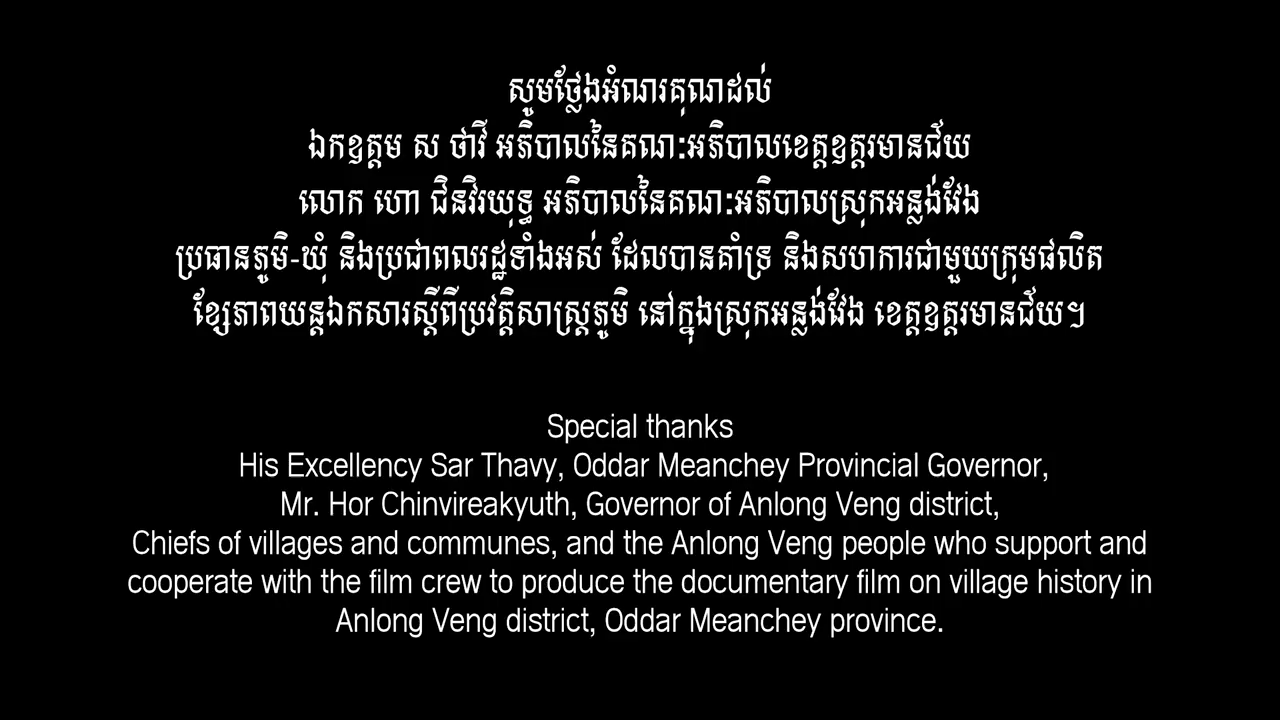 សូមថ្លែងអំណរគុណដល់
ឯកឧត្តម ស ថាវី អភិបាលនៃគណៈអភិបាលខេត្តឧត្តរមានជ័យ
លោក ហោ ជិនវិរយុទ្ធ អភិបាលនៃគណៈអភិបាលស្រុកអន្លង់វែង
ប្រធានភូមិ-ឃុំ និងប្រជាពលរដ្ឋទាំងអស់ ដែលបានគាំទ្រ និងសហការជាមួយក្រុមផលិត
ខ្សែភាពយន្តឯកសារស្តីពីប្រវត្តិសាស្ត្រភូមិ នៅក្នុងស្រុកអន្លង់វែង ខេត្តឧត្តរមានជ័យ។
Special thanks
His Excellency Sar Thavy, Oddar Meanchey Provincial Governor,
Mr. Hor Chinvireakyuth, Governor of Anlong Veng district,
Chiefs of villages and communes, and the Anlong Veng people who support and
cooperate with the film crew to produce the documentary film on village history in
Anlong Veng district, Oddar Meanchey province.